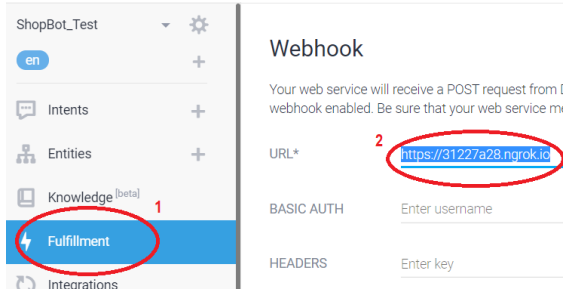 ShopBot_Test
en
Intents
Entities
Knowledge [beta]
1
Fulfillment
Integrations
Webhook
Your web service will receive a POST request from
webhook enabled. Be sure that your web service
2
URL*
https://31227a28.ngrok.io
BASIC AUTH
Enter username
HEADERS
Enter key